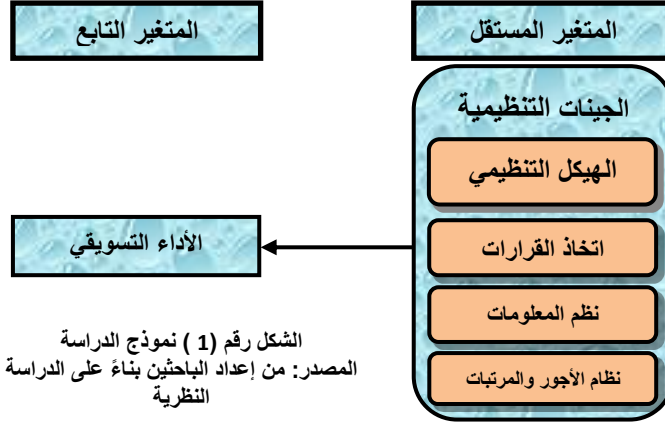 المتغير المستقل
المتغير التابع
الجينات التنظيمية
الهيكل التنظيمي
اتخاذ القرارات
نظم المعلومات
نظام الأجور والمرتبات
الأداء التسويقي
الشكل رقم (1 ) نموذج الدراسة
المصدر: من إعداد الباحثين بناءً على الدراسة
النظرية